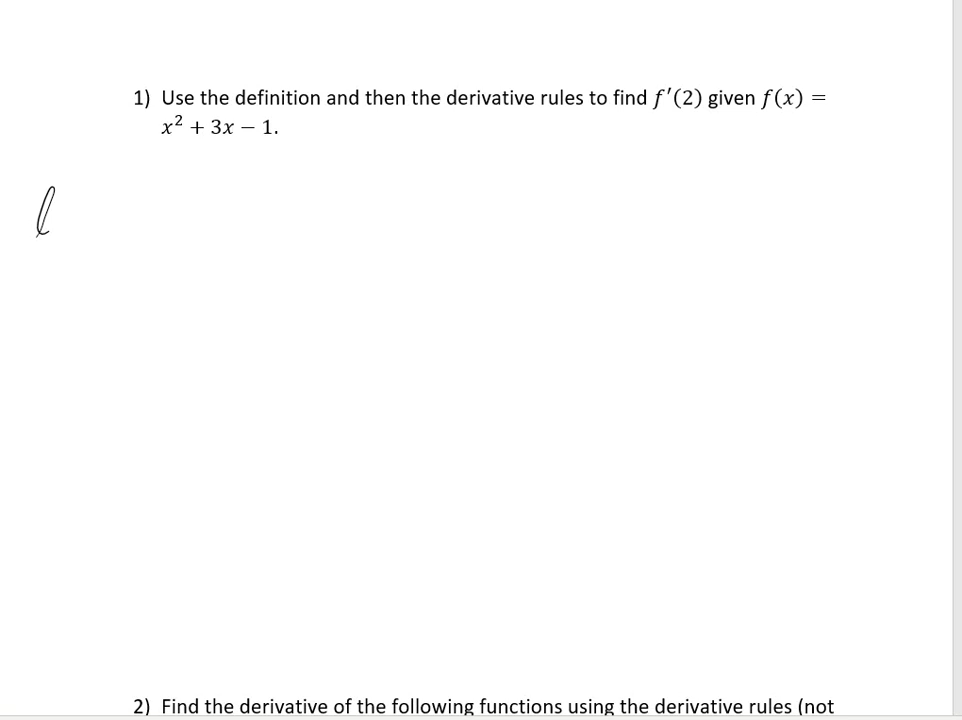 1) Use the definition and then the derivative rules to find f′(2) given f(x) =
x² + 3x − 1.
l
2) Find the derivative of the following functions using the derivative rules (not